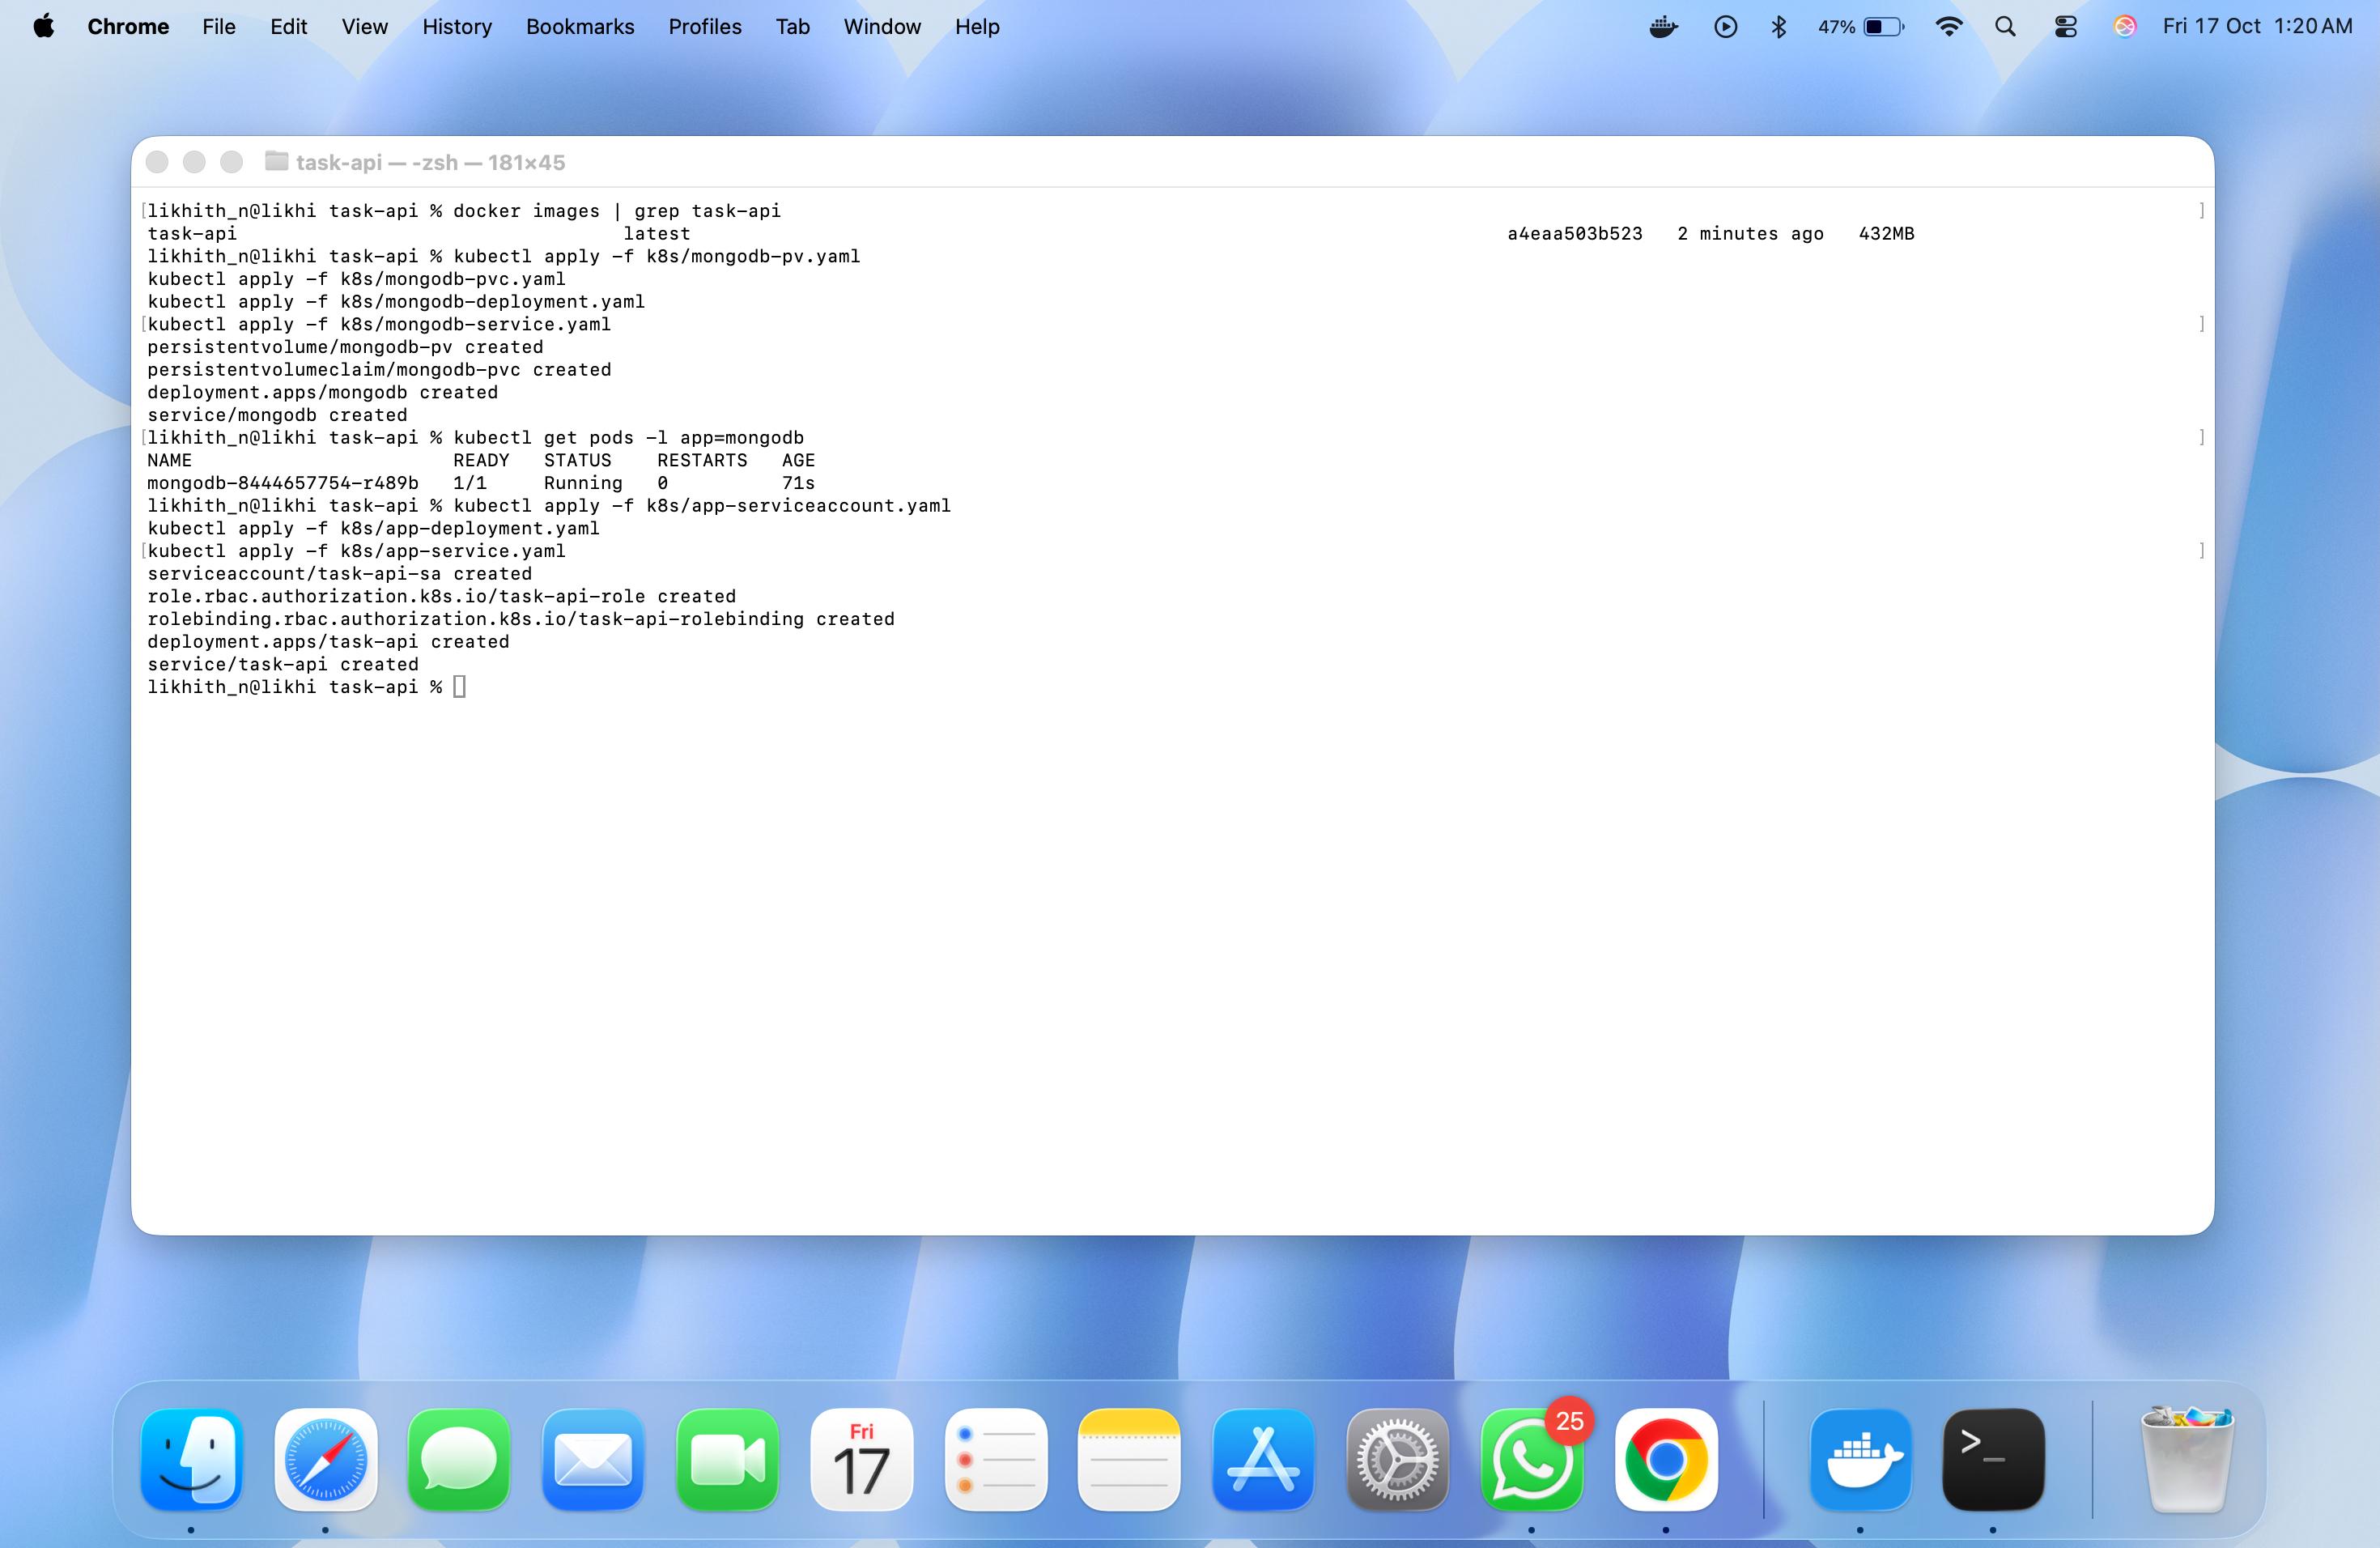 Chrome File Edit View History Bookmarks Profiles Tab Window Help 47% Fri 17 Oct 1:20 AM
task-api — -zsh — 181×45
[likhith_n@likhi task-api % docker images | grep task-api ]
task-api latest a4eaa503b523 2 minutes ago 432MB
likhith_n@likhi task-api % kubectl apply -f k8s/mongodb-pv.yaml
kubectl apply -f k8s/mongodb-pvc.yaml
kubectl apply -f k8s/mongodb-deployment.yaml
[kubectl apply -f k8s/mongodb-service.yaml ]
persistentvolume/mongodb-pv created
persistentvolumeclaim/mongodb-pvc created
deployment.apps/mongodb created
service/mongodb created
[likhith_n@likhi task-api % kubectl get pods -l app=mongodb ]
NAME READY STATUS RESTARTS AGE
mongodb-8444657754-r489b 1/1 Running 0 71s
likhith_n@likhi task-api % kubectl apply -f k8s/app-serviceaccount.yaml
kubectl apply -f k8s/app-deployment.yaml
[kubectl apply -f k8s/app-service.yaml ]
serviceaccount/task-api-sa created
role.rbac.authorization.k8s.io/task-api-role created
rolebinding.rbac.authorization.k8s.io/task-api-rolebinding created
deployment.apps/task-api created
service/task-api created
likhith_n@likhi task-api %
Fri
17
25
>_